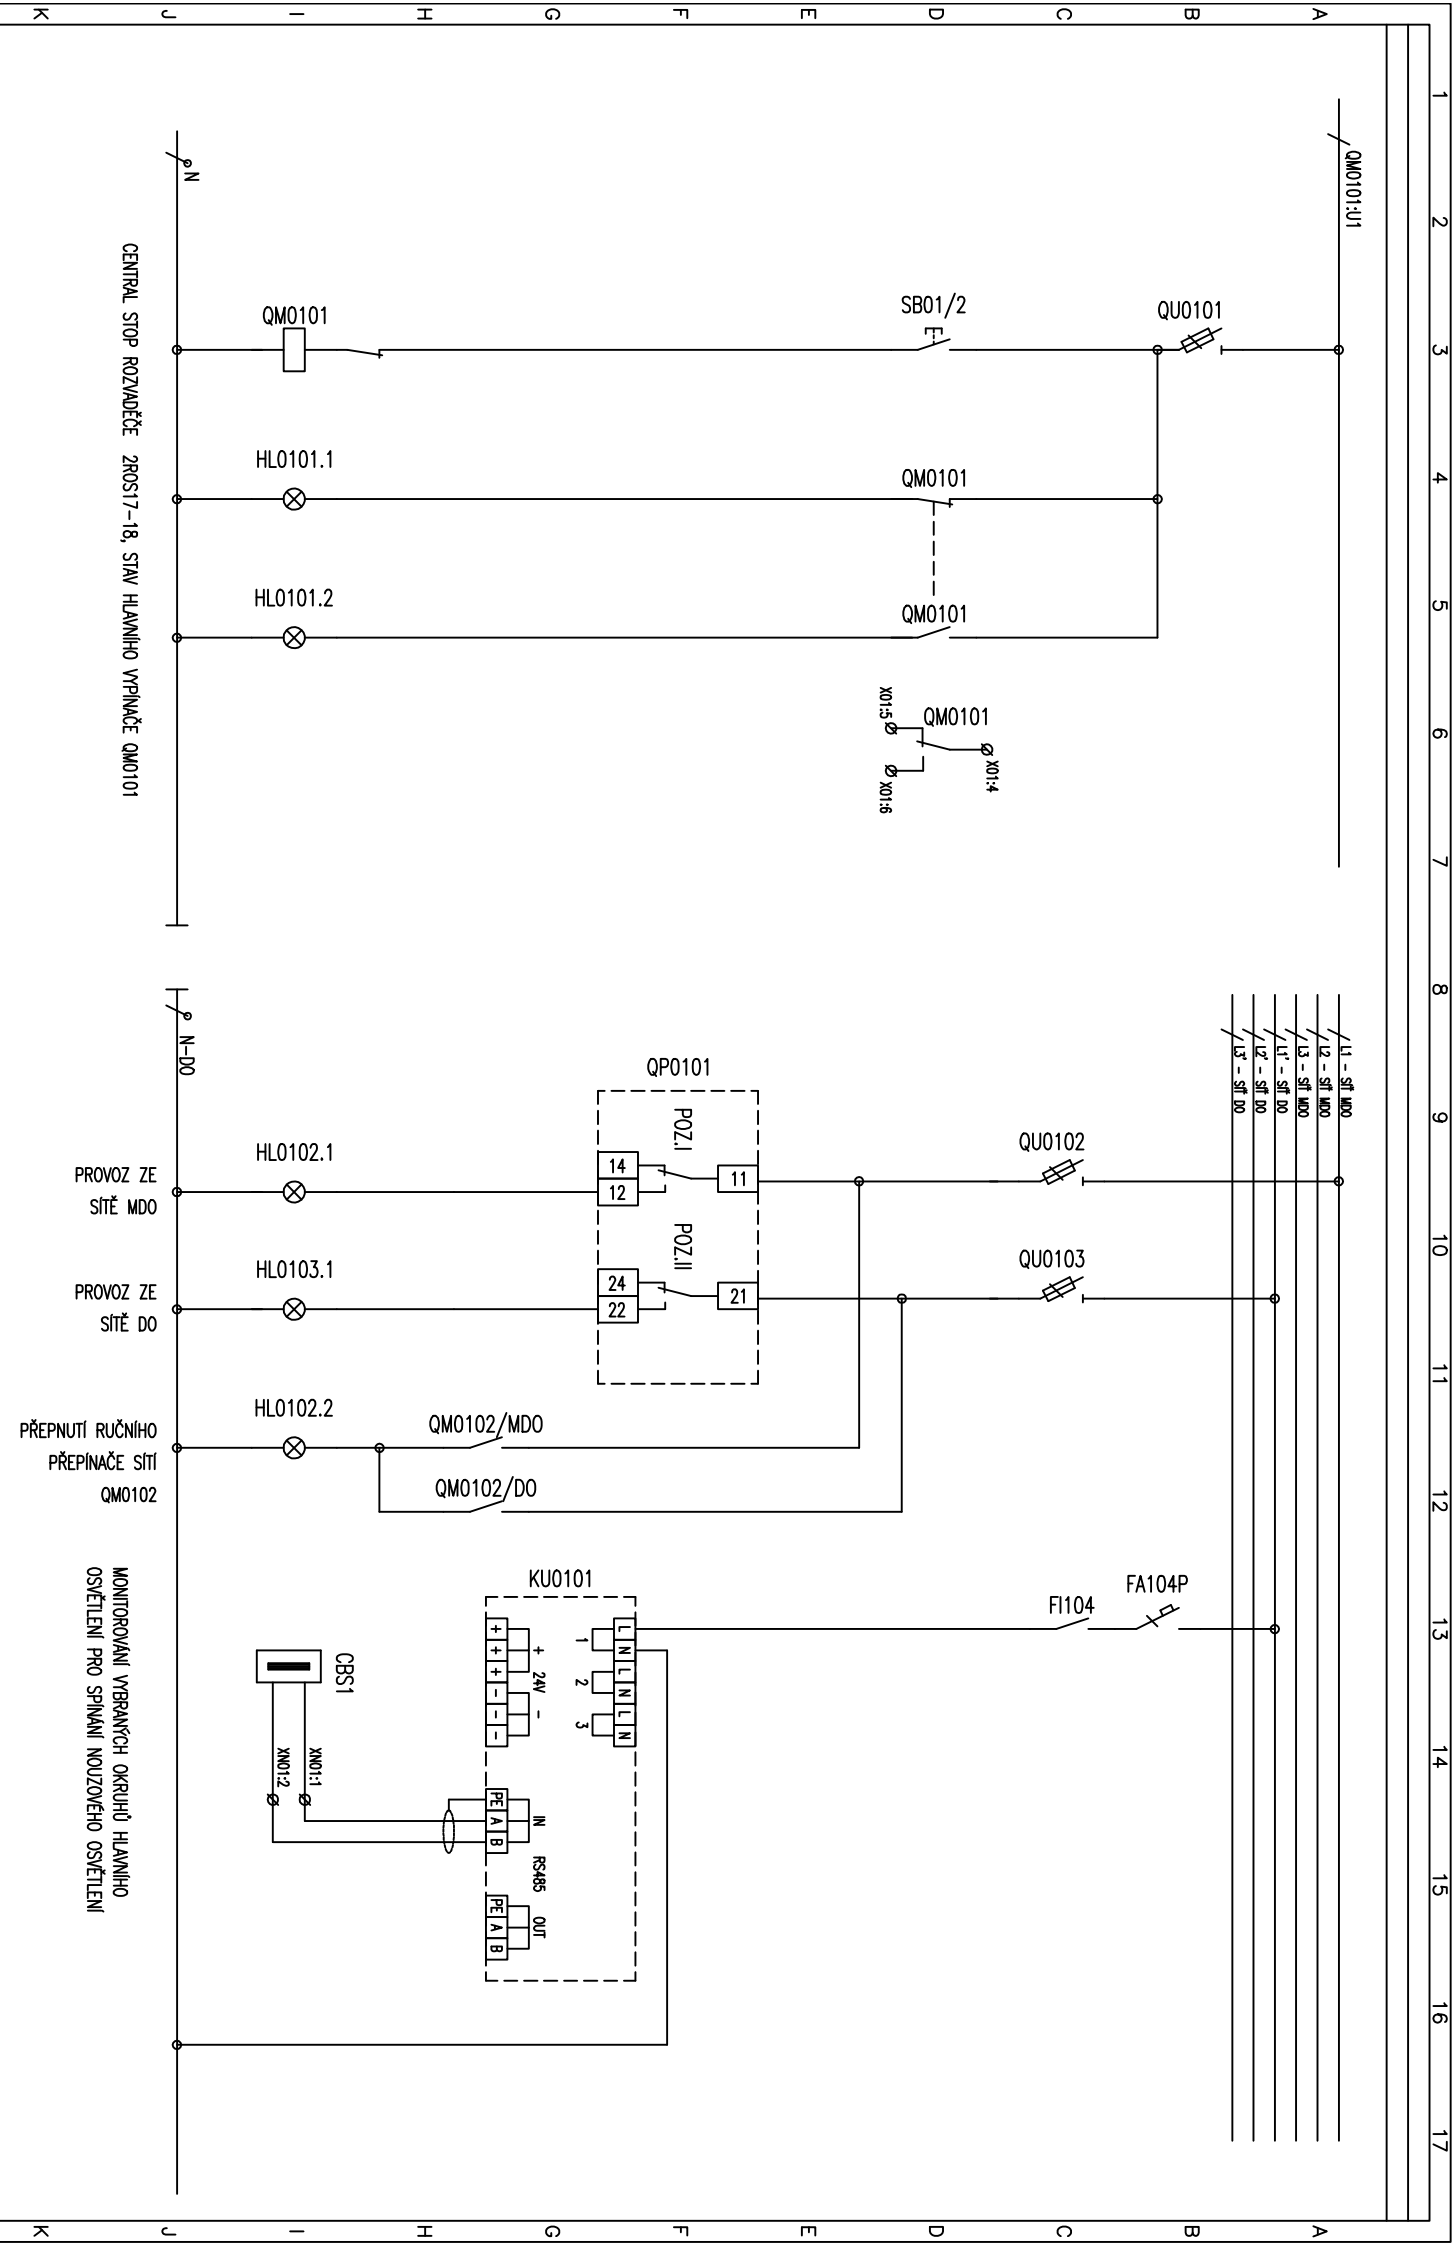 K J I H G F E D C B A
1
2
3
4
5
6
7
8
9
10
11
12
13
14
15
16
17
QM0101:U1
N
QU0101
SB01/2
QM0101
HL0101.1
QM0101
HL0101.2
QM0101
QM0101
X01:4
X01:5
X01:6
CENTRAL STOP ROZVADĚČE 2ROS17-18, STAV HLAVNÍHO VYPÍNAČE QM0101
L1 - SÍŤ MDO
L2 - SÍŤ MDO
L3 - SÍŤ MDO
L1' - SÍŤ DO
L2' - SÍŤ DO
L3' - SÍŤ DO
N-DO
QP0101
POZ.I
14
12
11
POZ.II
24
22
21
QU0102
QU0103
HL0102.1
PROVOZ ZE
SÍTĚ MDO
HL0103.1
PROVOZ ZE
SÍTĚ DO
HL0102.2
QM0102/MDO
QM0102/DO
PŘEPNUTÍ RUČNÍHO
PŘEPÍNAČE SÍTÍ
QM0102
FA104P
FI104
KU0101
L N L N L N
1 2 3
+ 24V -
+ + + - - -
IN RS485 OUT
PE A B
PE A B
CBS1
XN01:1
XN01:2
MONITOROVÁNÍ VYBRANÝCH OKRUHŮ HLAVNÍHO
OSVĚTLENÍ PRO SPÍNÁNÍ NOUZOVÉHO OSVĚTLENÍ
K J I H G F E D C B A